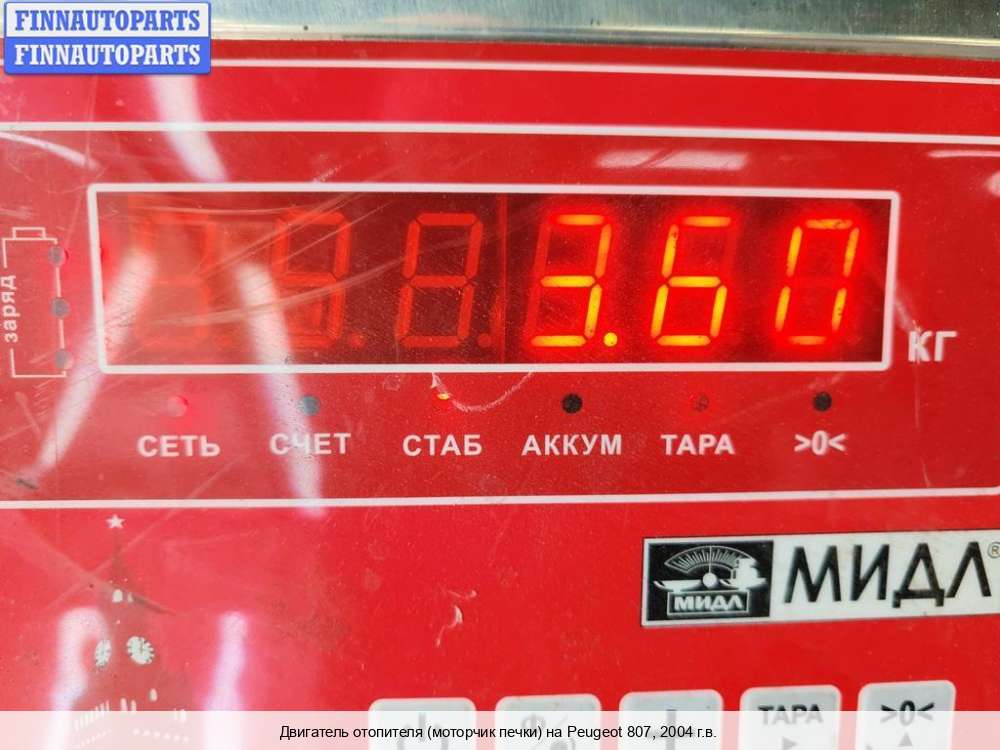 FINNAUTOPARTS
FINNAUTOPARTS
заряд
3.60
КГ
СЕТЬ СЧЕТ СТАБ АККУМ ТАРА >0<
МИДЛ
МИДЛ®
ТАРА >0<
Двигатель отопителя (моторчик печки) на Peugeot 807, 2004 г.в.